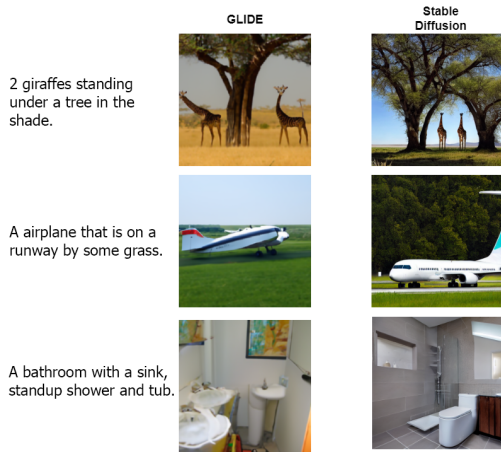 GLIDE
Stable
Diffusion
2 giraffes standing
under a tree in the
shade.
A airplane that is on a
runway by some grass.
A bathroom with a sink,
standup shower and tub.